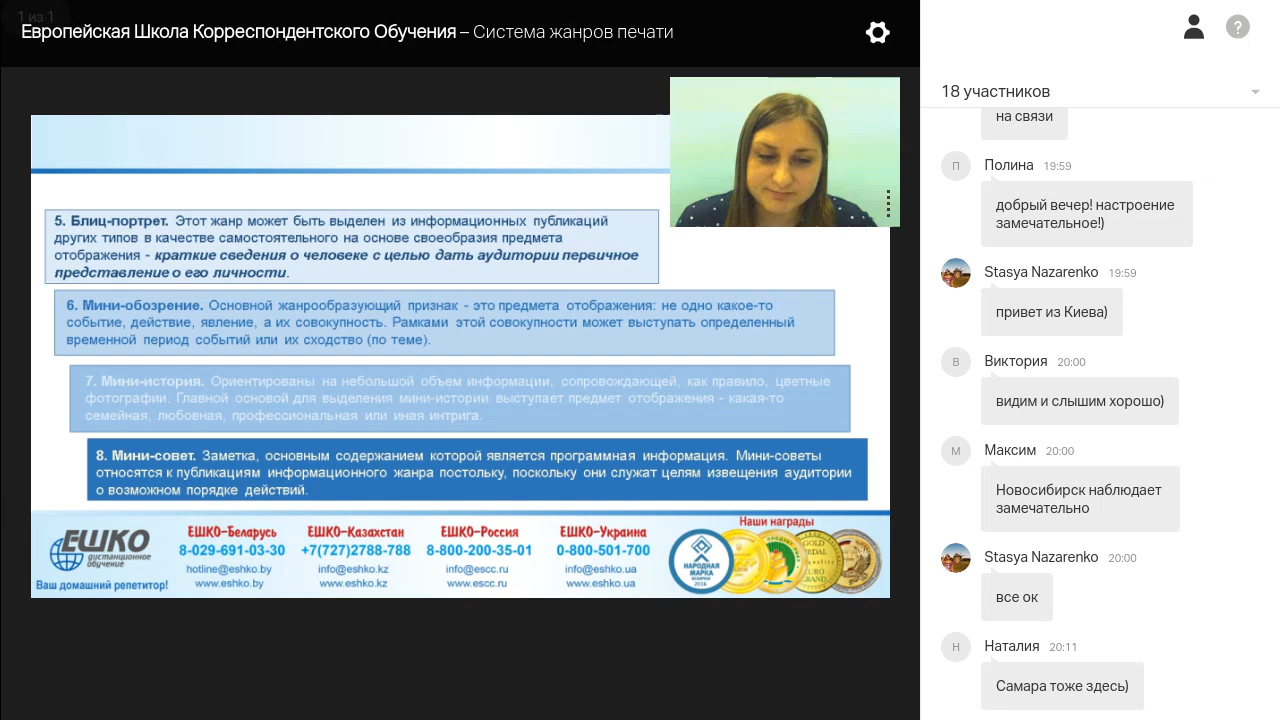 1 из 1
Европейская Школа Корреспондентского Обучения – Система жанров печати
5. Блиц-портрет. Этот жанр может быть выделен из информационных публикаций
других типов в качестве самостоятельного на основе своеобразия предмета
отображения - краткие сведения о человеке с целью дать аудитории первичное
представление о его личности.
6. Мини-обозрение. Основной жанрообразующий признак - это предмета отображения: не одно какое-то
событие, действие, явление, а их совокупность. Рамками этой совокупности может выступать определенный
временной период событий или их сходство (по теме).
7. Мини-история. Ориентированы на небольшой объем информации, сопровождающей, как правило, цветные
фотографии. Главной основой для выделения мини-истории выступает предмет отображения - какая-то
семейная, любовная, профессиональная или иная интрига.
8. Мини-совет. Заметка, основным содержанием которой является программная информация. Мини-советы
относятся к публикациям информационного жанра постольку, поскольку они служат целям извещения аудитории
о возможном порядке действий.
ЕШКО
дистанционное
обучение
Ваш домашний репетитор!
ЕШКО-Беларусь
8-029-691-03-30
hotline@eshko.by
www.eshko.by
ЕШКО-Казахстан
+7(727)2788-788
info@eshko.kz
www.eshko.kz
ЕШКО-Россия
8-800-200-35-01
info@escc.ru
www.escc.ru
ЕШКО-Украина
0-800-501-700
info@eshko.ua
www.eshko.ua
Наши награды
НАРОДНАЯ
МАРКА
2016
GOLD
MEDAL
18 участников
на связи
П
Полина 19:59
добрый вечер! настроение
замечательное!)
Stasya Nazarenko 19:59
привет из Киева)
В
Виктория 20:00
видим и слышим хорошо)
М
Максим 20:00
Новосибирск наблюдает
замечательно
Stasya Nazarenko 20:00
все ок
Н
Наталия 20:11
Самара тоже здесь)